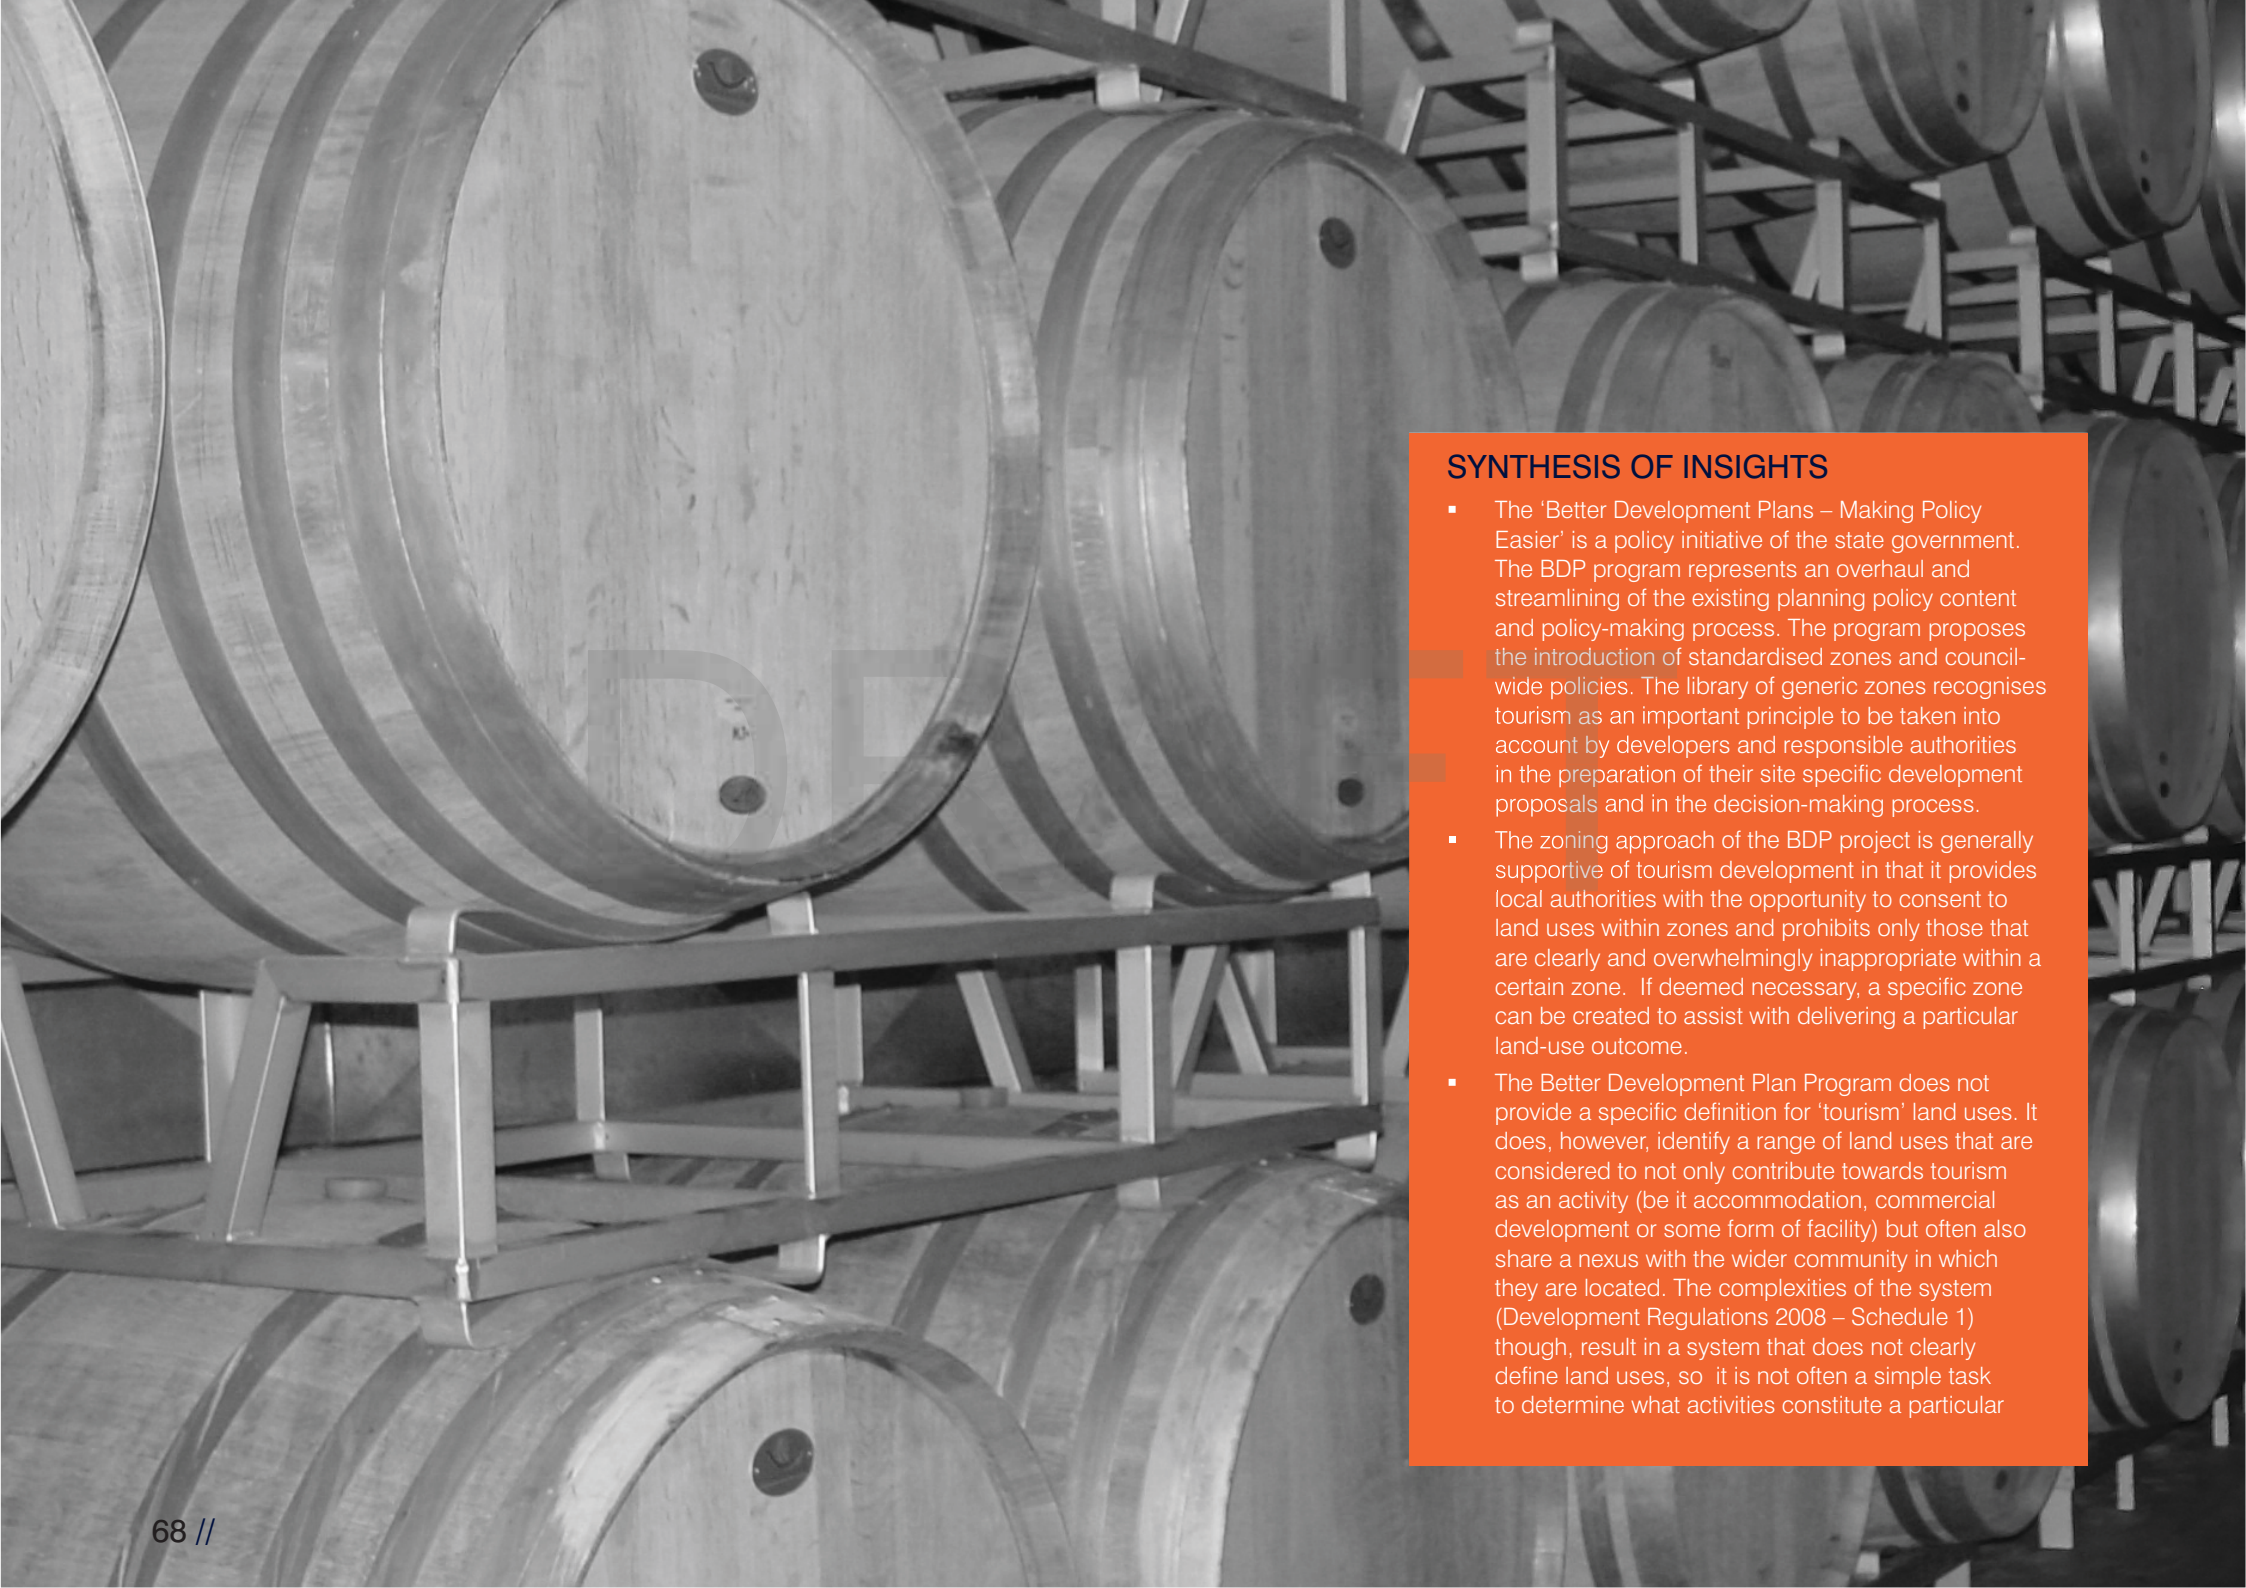 SYNTHESIS OF INSIGHTS
▪ The ‘Better Development Plans – Making Policy
Easier’ is a policy initiative of the state government.
The BDP program represents an overhaul and
streamlining of the existing planning policy content
and policy-making process. The program proposes
the introduction of standardised zones and council-
wide policies. The library of generic zones recognises
tourism as an important principle to be taken into
account by developers and responsible authorities
in the preparation of their site specific development
proposals and in the decision-making process.
▪ The zoning approach of the BDP project is generally
supportive of tourism development in that it provides
local authorities with the opportunity to consent to
land uses within zones and prohibits only those that
are clearly and overwhelmingly inappropriate within a
certain zone.  If deemed necessary, a specific zone
can be created to assist with delivering a particular
land-use outcome.
▪ The Better Development Plan Program does not
provide a specific definition for ‘tourism’ land uses. It
does, however, identify a range of land uses that are
considered to not only contribute towards tourism
as an activity (be it accommodation, commercial
development or some form of facility) but often also
share a nexus with the wider community in which
they are located. The complexities of the system
(Development Regulations 2008 – Schedule 1)
though, result in a system that does not clearly
define land uses, so  it is not often a simple task
to determine what activities constitute a particular
68 //